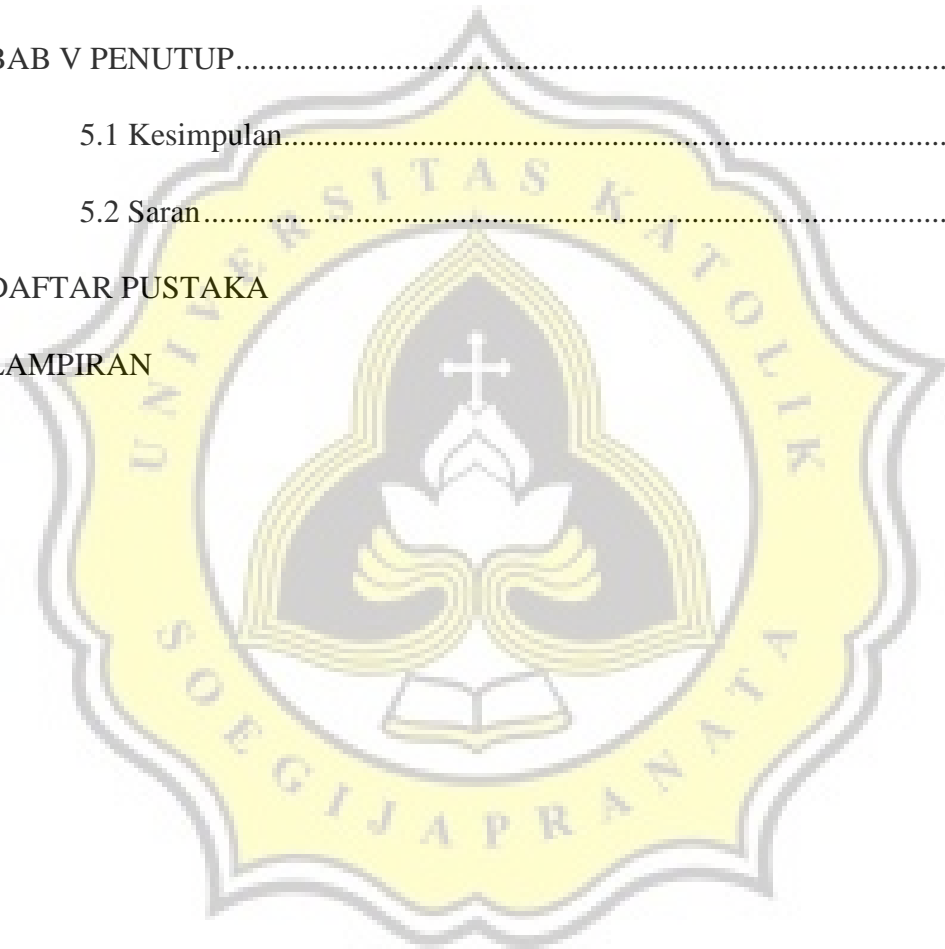 BAB V PENUTUP................................................................................................
5.1 Kesimpulan....................................................................................
5.2 Saran..............................................................................................
DAFTAR PUSTAKA
LAMPIRAN
UNIVERSITAS KATOLIK
SOEGIJAPRANATA